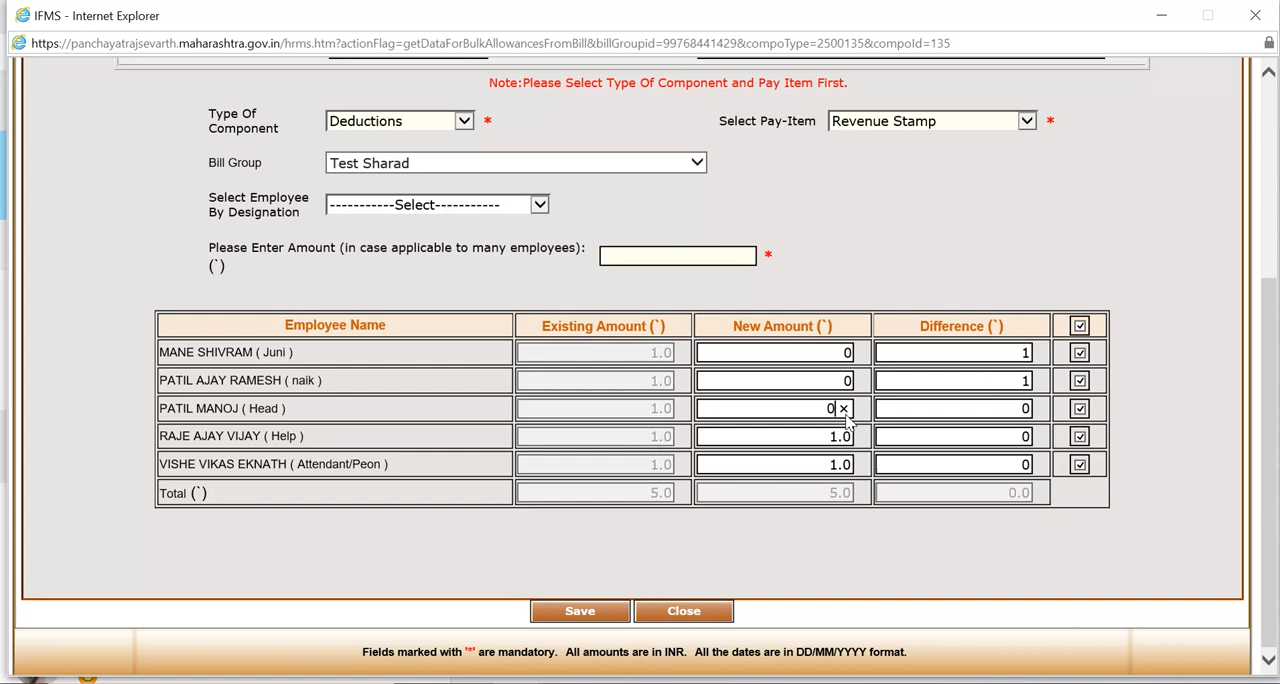 IFMS - Internet Explorer
https://panchayatrajsevarth.maharashtra.gov.in/hrms.htm?actionFlag=getDataForBulkAllowancesFromBill&billGroupid=99768441429&compoType=2500135&compoId=135
Note:Please Select Type Of Component and Pay Item First.
Type Of Component Deductions * Select Pay-Item Revenue Stamp *
Bill Group Test Sharad
Select Employee By Designation -----------Select-----------
Please Enter Amount (in case applicable to many employees): (`) *
Employee Name Existing Amount (`) New Amount (`) Difference (`)
MANE SHIVRAM ( Juni ) 1.0 0 1
PATIL AJAY RAMESH ( naik ) 1.0 0 1
PATIL MANOJ ( Head ) 1.0 0 × 0
RAJE AJAY VIJAY ( Help ) 1.0 1.0 0
VISHE VIKAS EKNATH ( Attendant/Peon ) 1.0 1.0 0
Total (`) 5.0 5.0 0.0
Save Close
Fields marked with '*' are mandatory. All amounts are in INR. All the dates are in DD/MM/YYYY format.